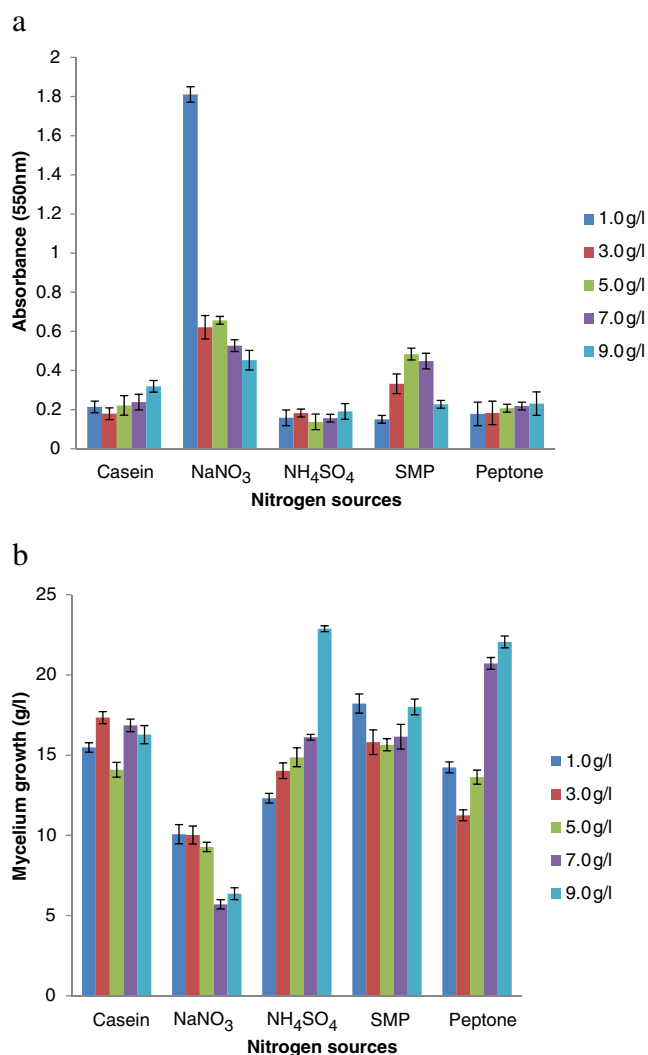 a
2
1.8
1.6
1.4
1.2
1
0.8
0.6
0.4
0.2
0
Absorbance (550nm)
Casein NaNO₃ NH₄SO₄ SMP Peptone
Nitrogen sources
1.0 g/l
3.0 g/l
5.0 g/l
7.0 g/l
9.0 g/l
b
25
20
15
10
5
0
Mycelium growth (g/l)
Casein NaNO₃ NH₄SO₄ SMP Peptone
Nitrogen sources
1.0 g/l
3.0 g/l
5.0 g/l
7.0 g/l
9.0 g/l